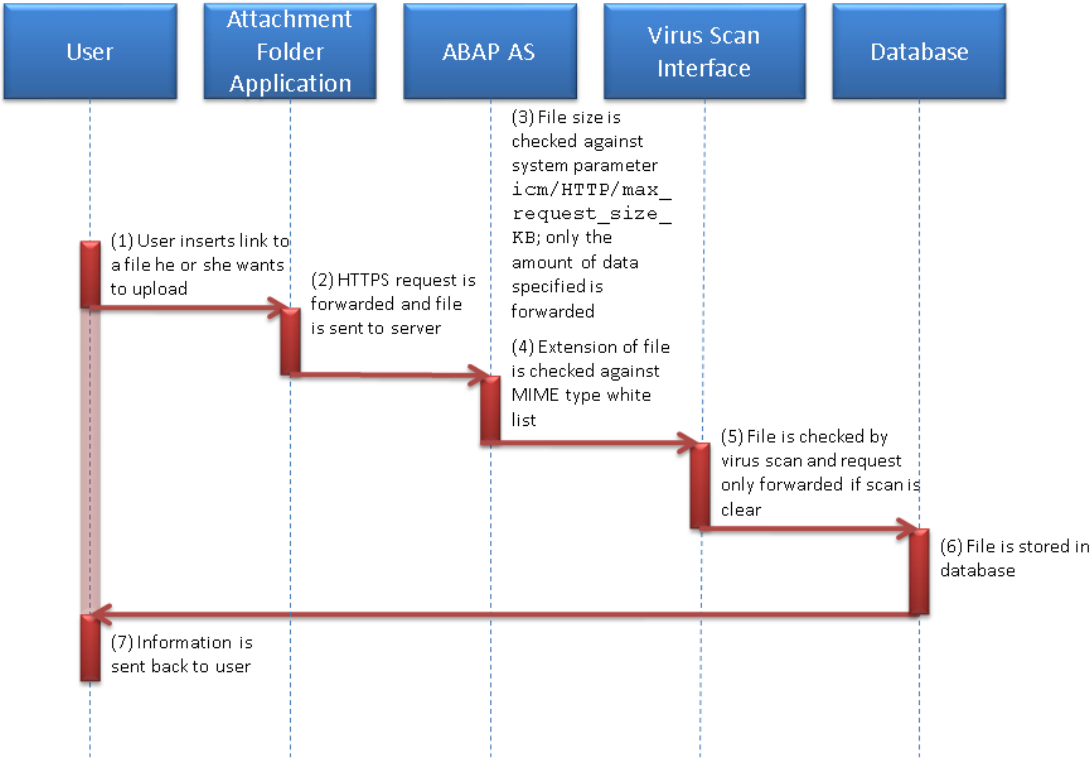 User
Attachment
Folder
Application
ABAP AS
Virus Scan
Interface
Database
(1) User inserts link to
a file he or she wants
to upload
(2) HTTPS request is
forwarded and file
is sent to server
(3) File size is
checked against
system parameter
icm/HTTP/max_
request_size_
KB; only the
amount of data
specified is
forwarded
(4) Extension of file
is checked against
MIME type white
list
(5) File is checked by
virus scan and request
only forwarded if scan is
clear
(6) File is stored in
database
(7) Information is
sent back to user